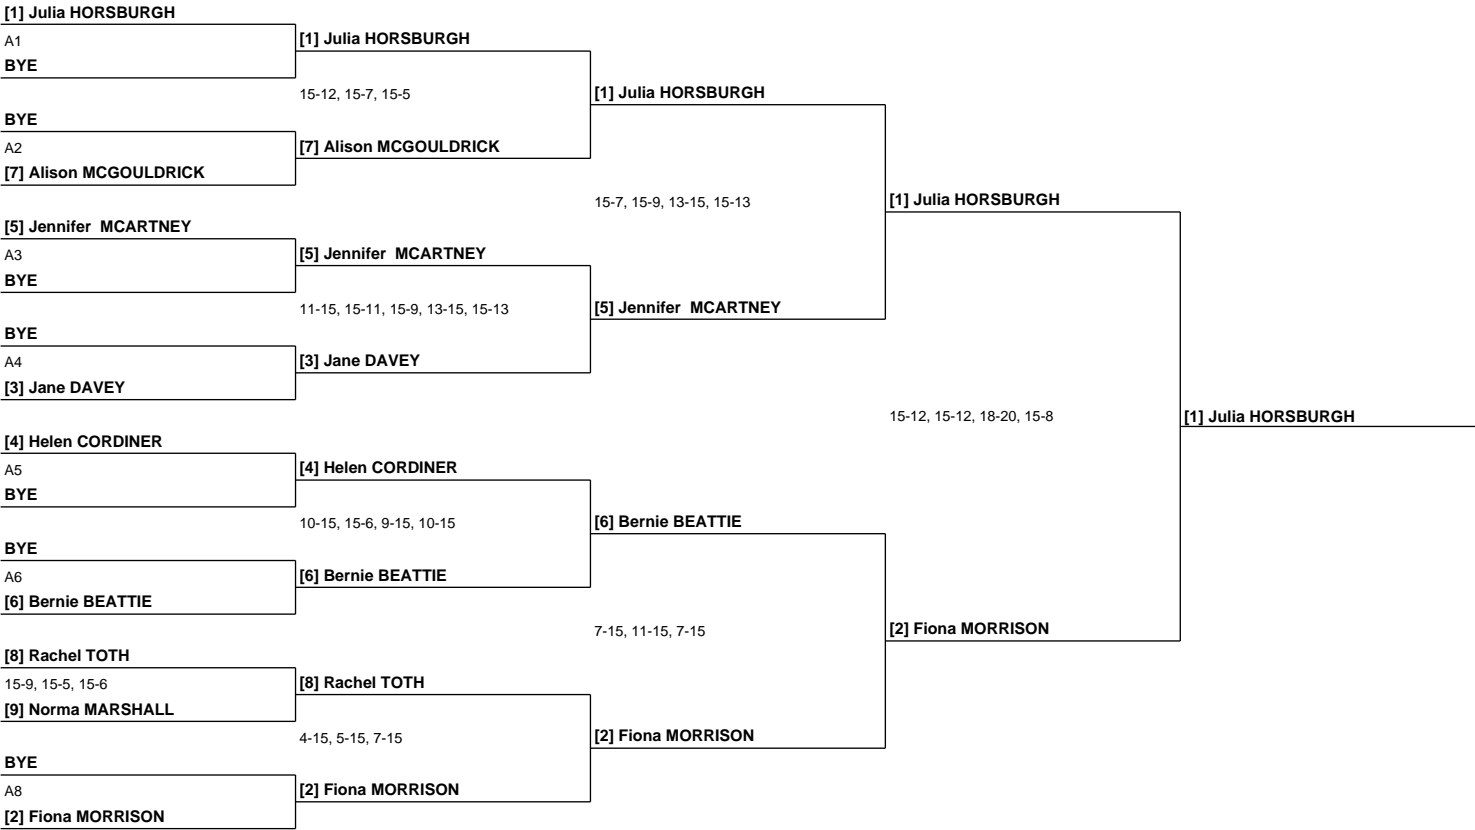 [1] Julia HORSBURGH
A1
BYE
BYE
A2
[7] Alison MCGOULDRICK
[5] Jennifer  MCARTNEY
A3
BYE
BYE
A4
[3] Jane DAVEY
[4] Helen CORDINER
A5
BYE
BYE
A6
[6] Bernie BEATTIE
[8] Rachel TOTH
15-9, 15-5, 15-6
[9] Norma MARSHALL
BYE
A8
[2] Fiona MORRISON
[1] Julia HORSBURGH
15-12, 15-7, 15-5
[7] Alison MCGOULDRICK
[5] Jennifer  MCARTNEY
11-15, 15-11, 15-9, 13-15, 15-13
[3] Jane DAVEY
[4] Helen CORDINER
10-15, 15-6, 9-15, 10-15
[6] Bernie BEATTIE
[8] Rachel TOTH
4-15, 5-15, 7-15
[2] Fiona MORRISON
[1] Julia HORSBURGH
15-7, 15-9, 13-15, 15-13
[5] Jennifer  MCARTNEY
[6] Bernie BEATTIE
7-15, 11-15, 7-15
[2] Fiona MORRISON
[1] Julia HORSBURGH
15-12, 15-12, 18-20, 15-8
[2] Fiona MORRISON
[1] Julia HORSBURGH